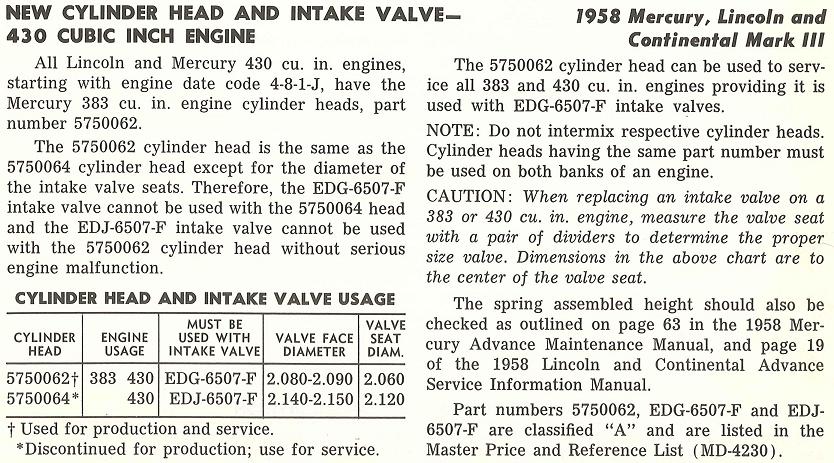 NEW CYLINDER HEAD AND INTAKE VALVE—
430 CUBIC INCH ENGINE
1958 Mercury, Lincoln and
Continental Mark III
All Lincoln and Mercury 430 cu. in. engines,
starting with engine date code 4-8-1-J, have the
Mercury 383 cu. in. engine cylinder heads, part
number 5750062.
The 5750062 cylinder head is the same as the
5750064 cylinder head except for the diameter of
the intake valve seats. Therefore, the EDG-6507-F
intake valve cannot be used with the 5750064 head
and the EDJ-6507-F intake valve cannot be used
with the 5750062 cylinder head without serious
engine malfunction.
CYLINDER HEAD AND INTAKE VALVE USAGE
CYLINDER HEAD | ENGINE USAGE | MUST BE USED WITH INTAKE VALVE | VALVE FACE DIAMETER | VALVE SEAT DIAM.
5750062† | 383 430 | EDG-6507-F | 2.080-2.090 | 2.060
5750064* | 430 | EDJ-6507-F | 2.140-2.150 | 2.120
† Used for production and service.
*Discontinued for production; use for service.
The 5750062 cylinder head can be used to serv-
ice all 383 and 430 cu. in. engines providing it is
used with EDG-6507-F intake valves.
NOTE: Do not intermix respective cylinder heads.
Cylinder heads having the same part number must
be used on both banks of an engine.
CAUTION: When replacing an intake valve on a
383 or 430 cu. in. engine, measure the valve seat
with a pair of dividers to determine the proper
size valve. Dimensions in the above chart are to
the center of the valve seat.
The spring assembled height should also be
checked as outlined on page 63 in the 1958 Mer-
cury Advance Maintenance Manual, and page 19
of the 1958 Lincoln and Continental Advance
Service Information Manual.
Part numbers 5750062, EDG-6507-F and EDJ-
6507-F are classified "A" and are listed in the
Master Price and Reference List (MD-4230).